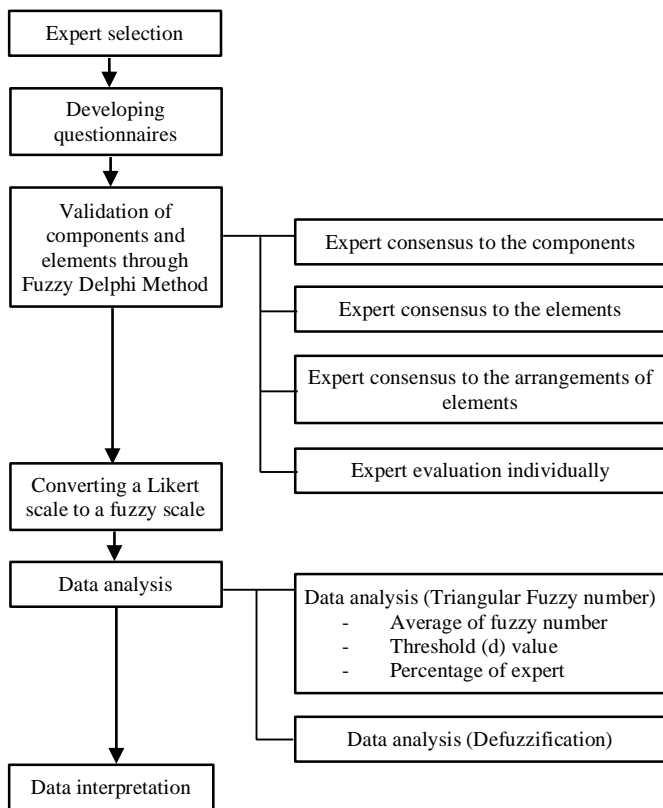 Expert selection
Developing
questionnaires
Validation of
components and
elements through
Fuzzy Delphi Method
Expert consensus to the components
Expert consensus to the elements
Expert consensus to the arrangements of
elements
Expert evaluation individually
Converting a Likert
scale to a fuzzy scale
Data analysis
Data analysis (Triangular Fuzzy number)
- Average of fuzzy number
- Threshold (d) value
- Percentage of expert
Data analysis (Defuzzification)
Data interpretation